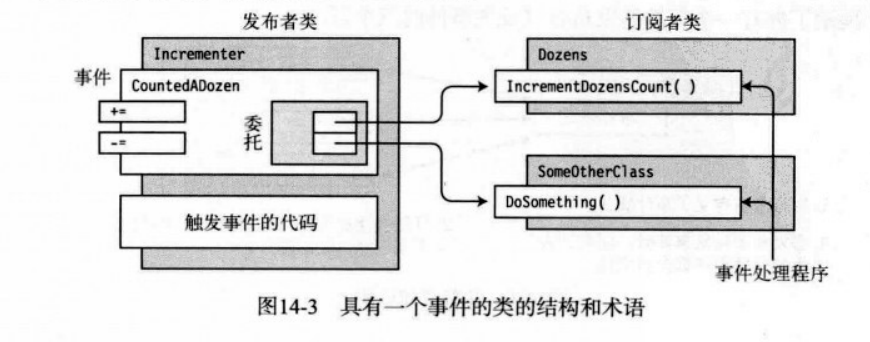 发布者类
订阅者类
Incrementer
Dozens
事件
CountedADozen
IncrementDozensCount( )
+=
委托
-=
SomeOtherClass
DoSomething( )
触发事件的代码
事件处理程序
图14-3 具有一个事件的类的结构和术语